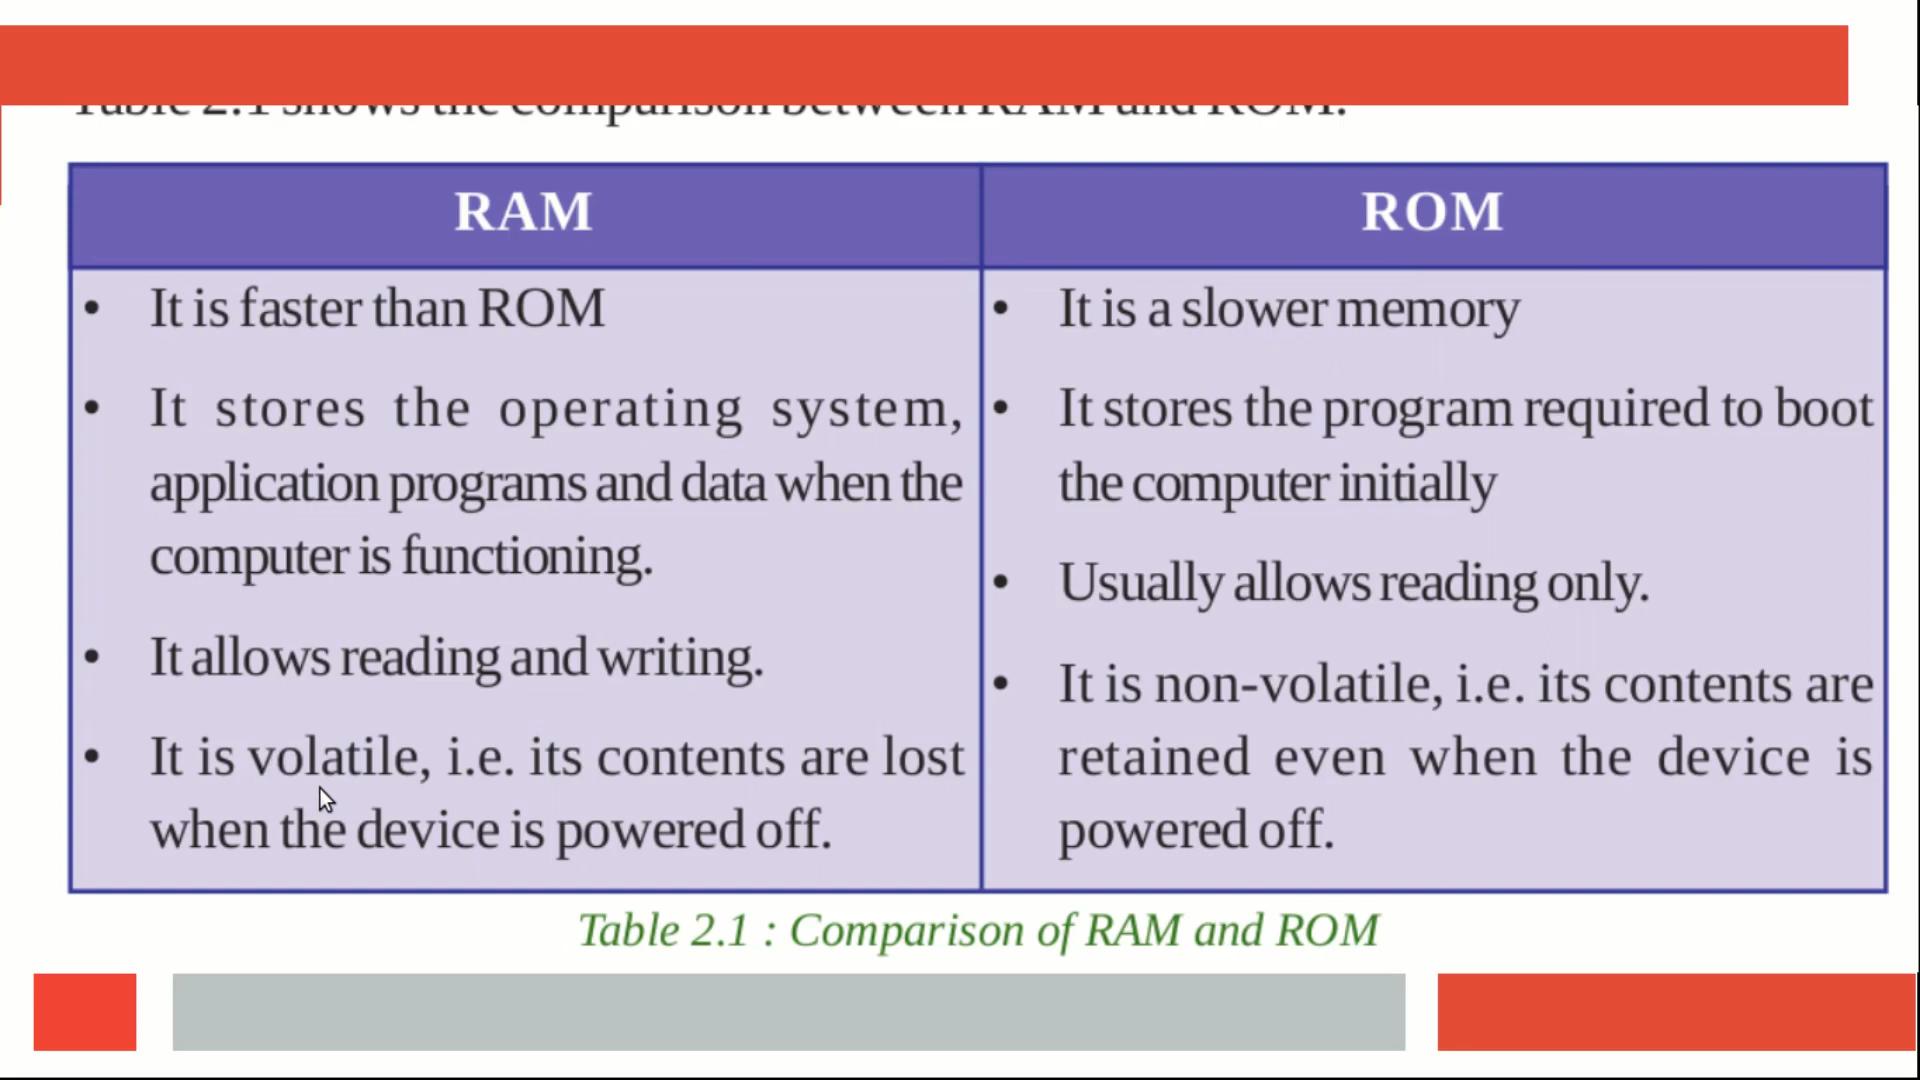 Table 2.1 shows the comparison between RAM and ROM.
RAM
• It is faster than ROM
• It stores the operating system,
application programs and data when the
computer is functioning.
• It allows reading and writing.
• It is volatile, i.e. its contents are lost
when the device is powered off.
ROM
• It is a slower memory
• It stores the program required to boot
the computer initially
• Usually allows reading only.
• It is non-volatile, i.e. its contents are
retained even when the device is
powered off.
Table 2.1 : Comparison of RAM and ROM